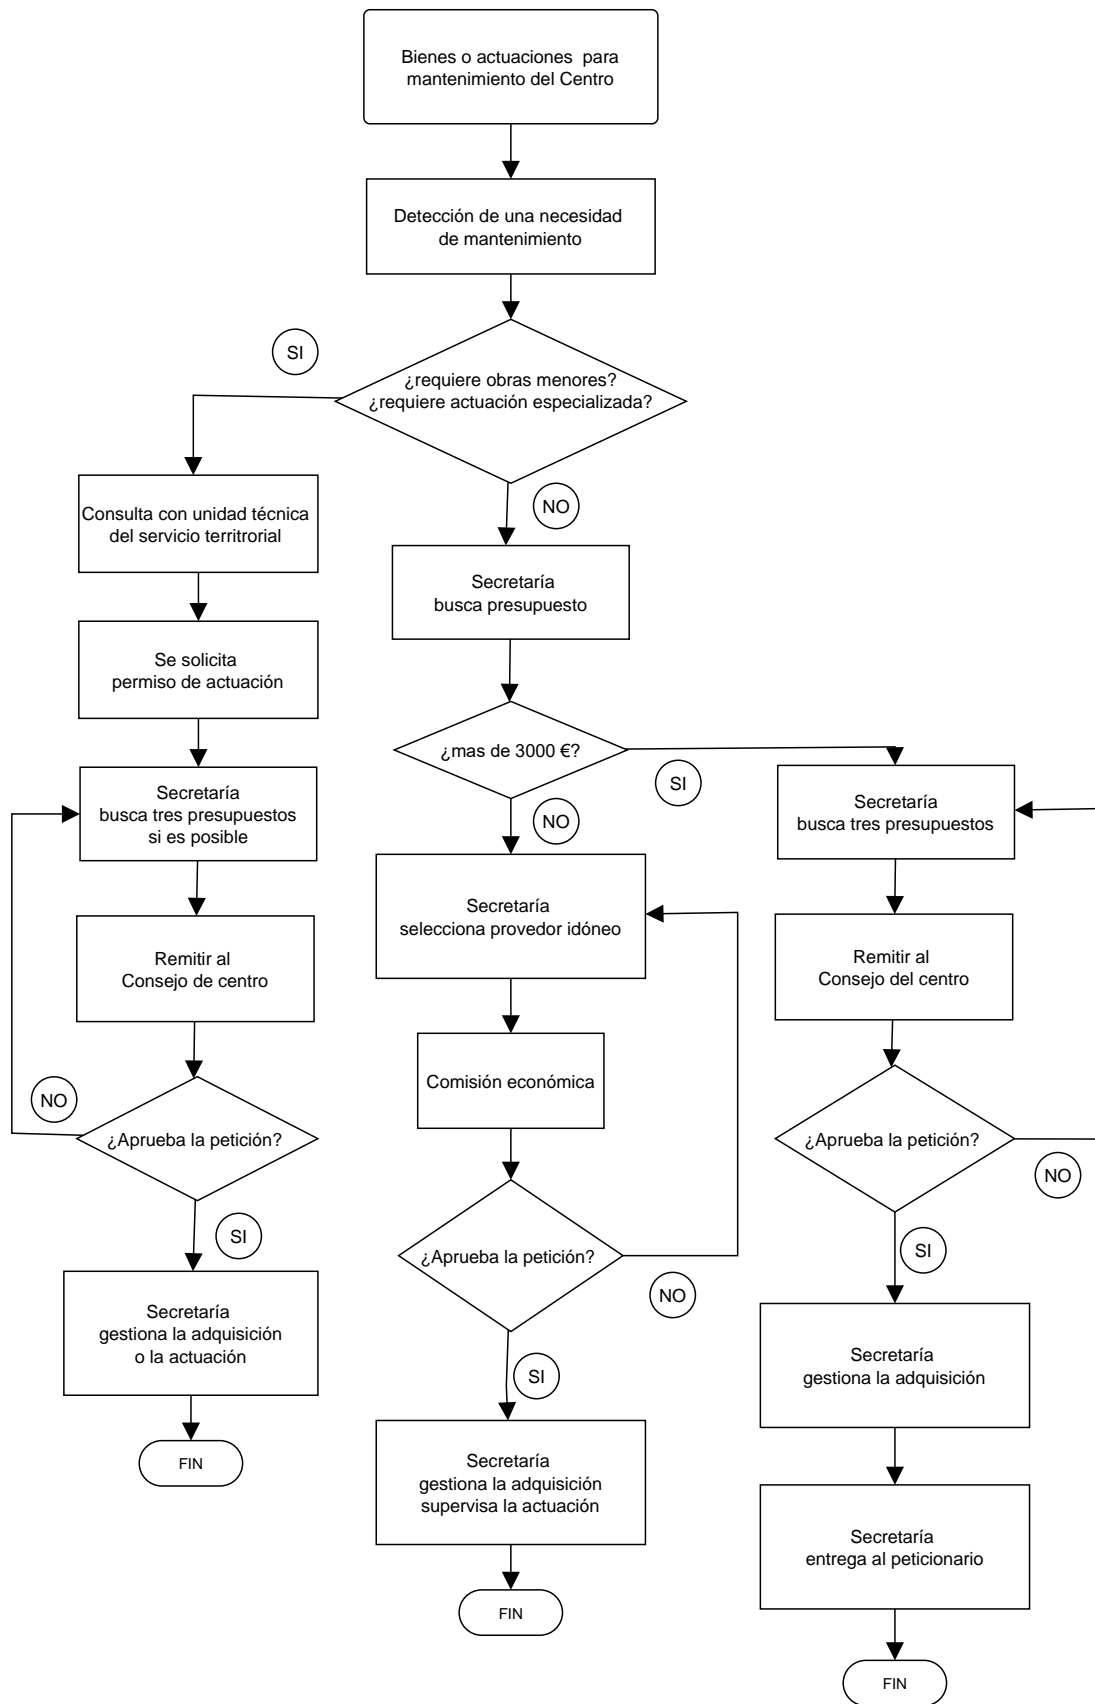 Bienes o actuaciones para
mantenimiento del Centro
Detección de una necesidad
de mantenimiento
SI
¿requiere obras menores?
¿requiere actuación especializada?
NO
Consulta con unidad técnica
del servicio territrorial
Se solicita
permiso de actuación
Secretaría
busca tres presupuestos
si es posible
Remitir al
Consejo de centro
NO
¿Aprueba la petición?
SI
Secretaría
gestiona la adquisición
o la actuación
FIN
Secretaría
busca presupuesto
¿mas de 3000 €?
SI
NO
Secretaría
selecciona provedor idóneo
Comisión económica
¿Aprueba la petición?
NO
SI
Secretaría
gestiona la adquisición
supervisa la actuación
FIN
Secretaría
busca tres presupuestos
Remitir al
Consejo del centro
¿Aprueba la petición?
NO
SI
Secretaría
gestiona la adquisición
Secretaría
entrega al peticionario
FIN